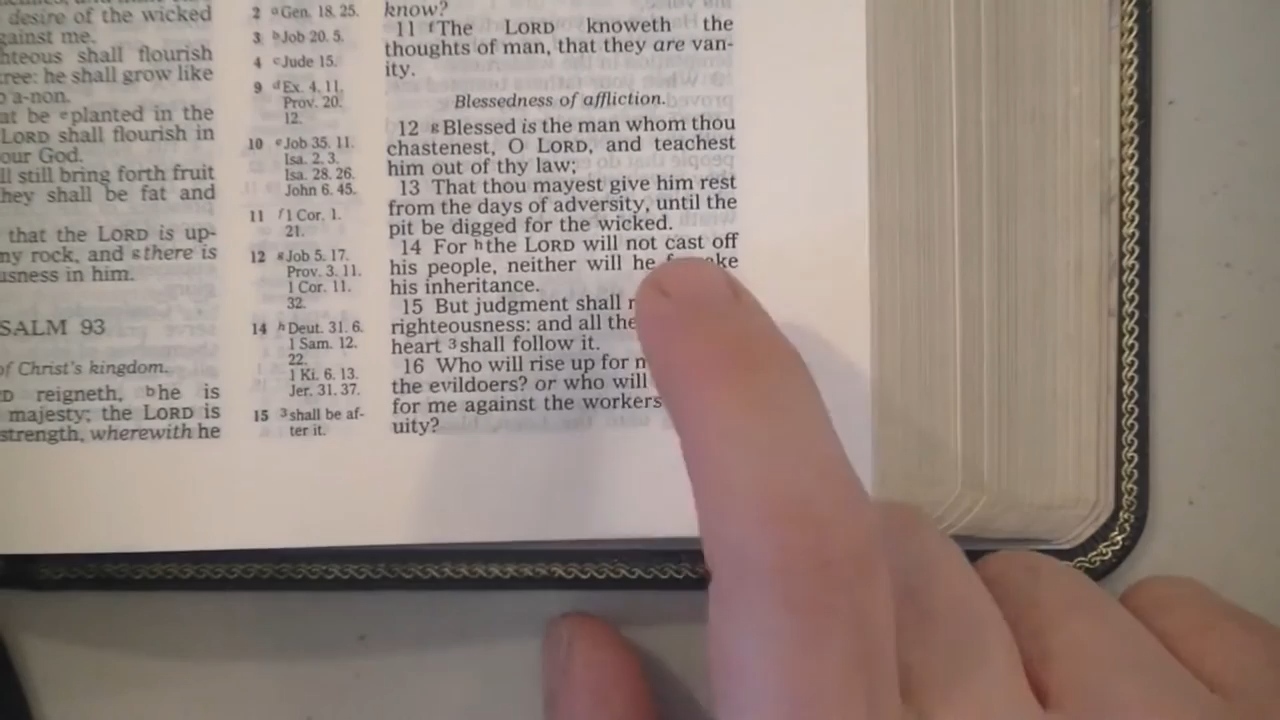 desire of the wicked
gainst me.
hteous shall flourish
ree: he shall grow like
a-non.
at be e planted in the
LORD shall flourish in
our God.
ll still bring forth fruit
hey shall be fat and
that the LORD is up-
my rock, and g there is
usness in him.
SALM 93
of Christ's kingdom.
D reigneth, b he is
majesty; the LORD is
strength, wherewith he
2 a Gen. 18. 25.
3 b Job 20. 5.
4 c Jude 15.
9 d Ex. 4. 11.
Prov. 20.
12.
10 e Job 35. 11.
Isa. 2. 3.
Isa. 28. 26.
John 6. 45.
11 f 1 Cor. 1.
21.
12 g Job 5. 17.
Prov. 3. 11.
1 Cor. 11.
32.
14 h Deut. 31. 6.
1 Sam. 12.
22.
1 Ki. 6. 13.
Jer. 31. 37.
15 3 shall be af-
ter it.
know?
11 f The LORD knoweth the
thoughts of man, that they are van-
ity.
Blessedness of affliction.
12 g Blessed is the man whom thou
chastenest, O LORD, and teachest
him out of thy law;
13 That thou mayest give him rest
from the days of adversity, until the
pit be digged for the wicked.
14 For h the LORD will not cast off
his people, neither will he
his inheritance.
15 But judgment shall
righteousness: and all the
heart 3 shall follow it.
16 Who will rise up for
the evildoers? or who will
for me against the workers
uity?